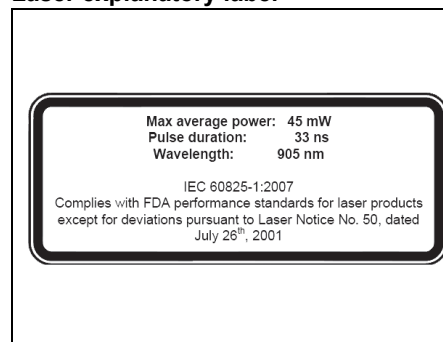 Laser explanatory label
Max average power: 45 mW
Pulse duration: 33 ns
Wavelength: 905 nm
IEC 60825-1:2007
Complies with FDA performance standards for laser products
except for deviations pursuant to Laser Notice No. 50, dated
July 26th, 2001